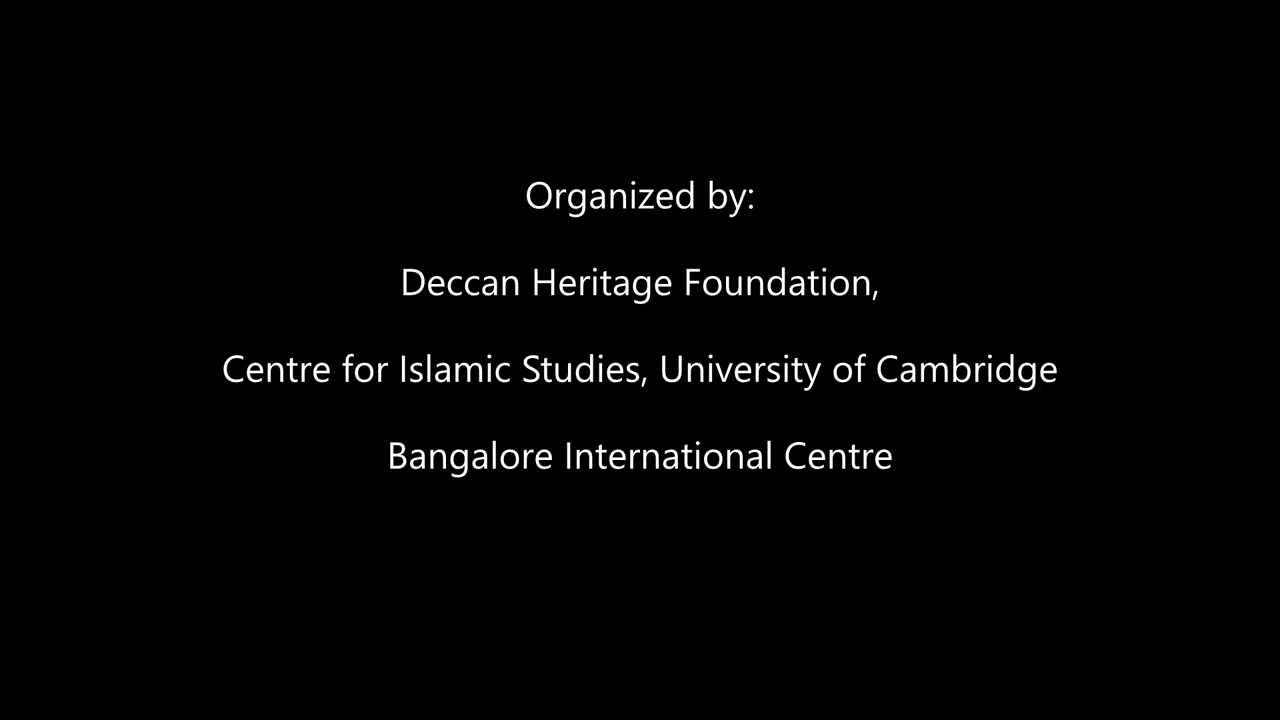 Organized by:
Deccan Heritage Foundation,
Centre for Islamic Studies, University of Cambridge
Bangalore International Centre